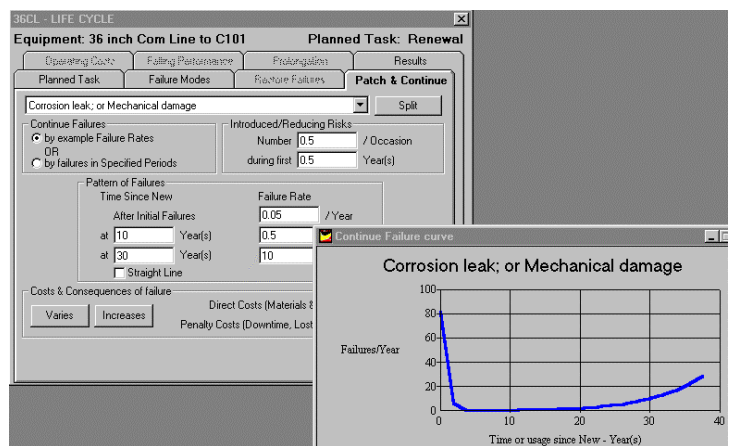 36CL - LIFE CYCLE
Equipment: 36 inch Com Line to C101 Planned Task: Renewal
Operating Costs Falling Performance Prolongation Results
Planned Task Failure Modes Restore Failures Patch & Continue
Corrosion leak; or Mechanical damage Split
Continue Failures
by example Failure Rates
OR
by failures in Specified Periods
Introduced/Reducing Risks
Number 0.5 / Occasion
during first 0.5 Year(s)
Pattern of Failures
Time Since New Failure Rate
After Initial Failures 0.05 / Year
at 10 Year(s) 0.5
at 30 Year(s) 10
Straight Line
Costs & Consequences of failure
Varies Increases
Direct Costs (Materials &
Penalty Costs (Downtime, Lost
Continue Failure curve
Corrosion leak; or Mechanical damage
Failures/Year
100
80
60
40
20
0
0 10 20 30 40
Time or usage since New - Year(s)